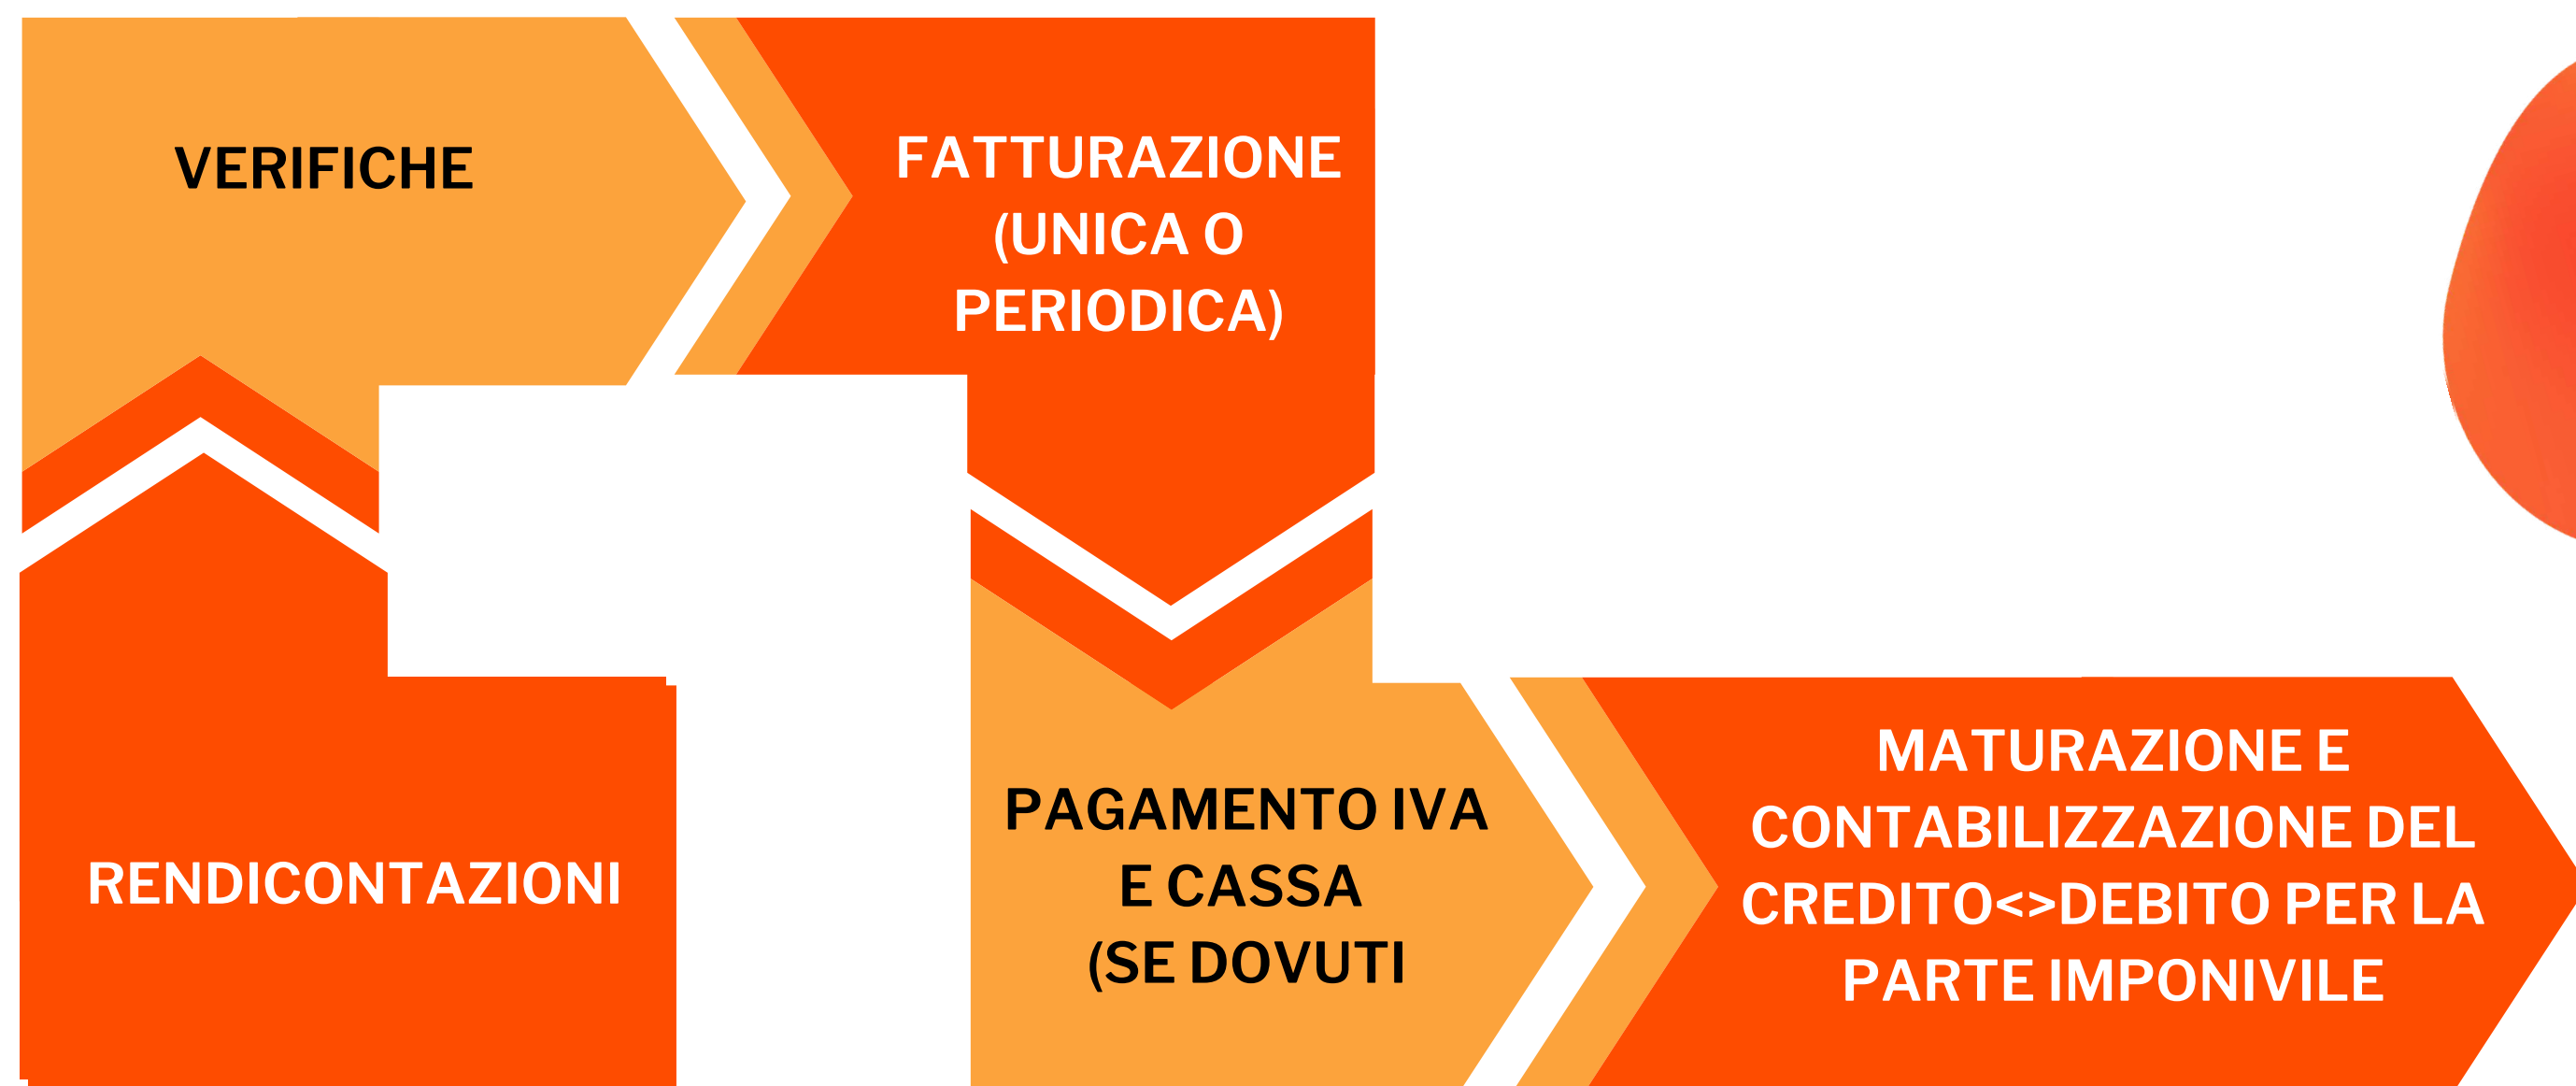 VERIFICHE
FATTURAZIONE
(UNICA O
PERIODICA)
RENDICONTAZIONI
PAGAMENTO IVA
E CASSA
(SE DOVUTI
MATURAZIONE E
CONTABILIZZAZIONE DEL
CREDITO<>DEBITO PER LA
PARTE IMPONIVILE